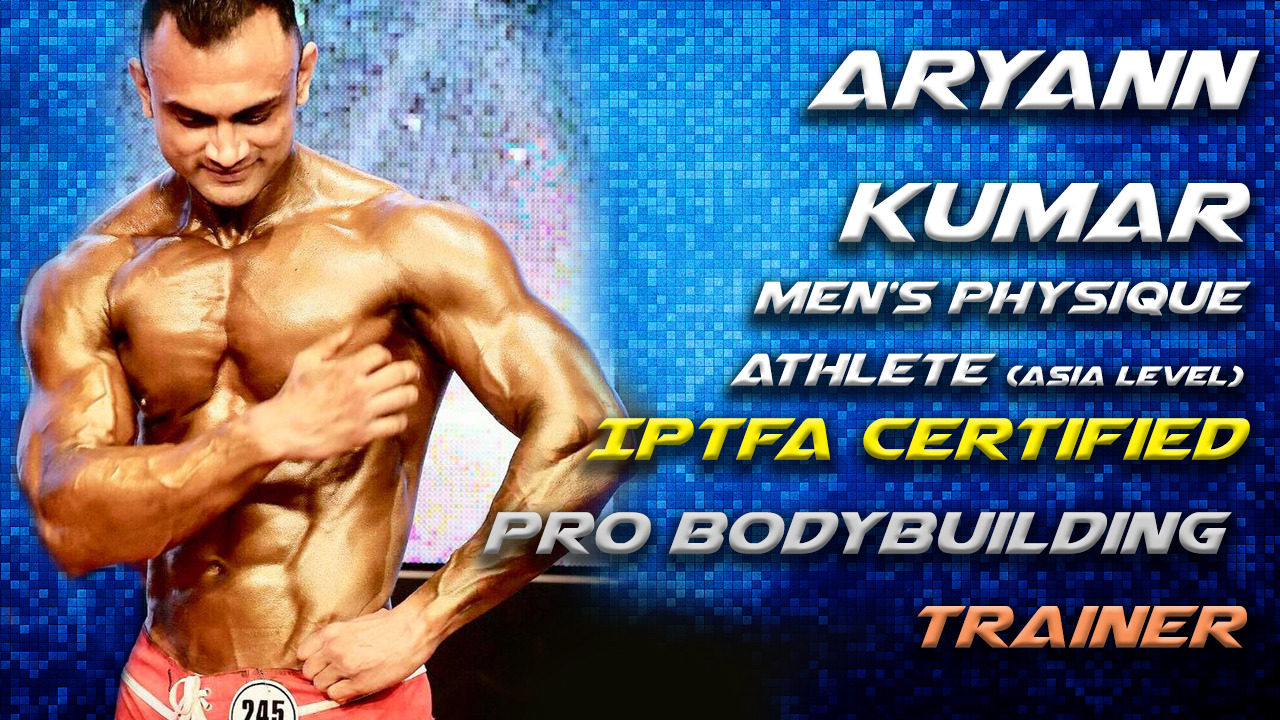 ARYANN
KUMAR
MEN'S PHYSIQUE
ATHLETE (ASIA LEVEL)
IPTFA CERTIFIED
PRO BODYBUILDING
TRAINER
245